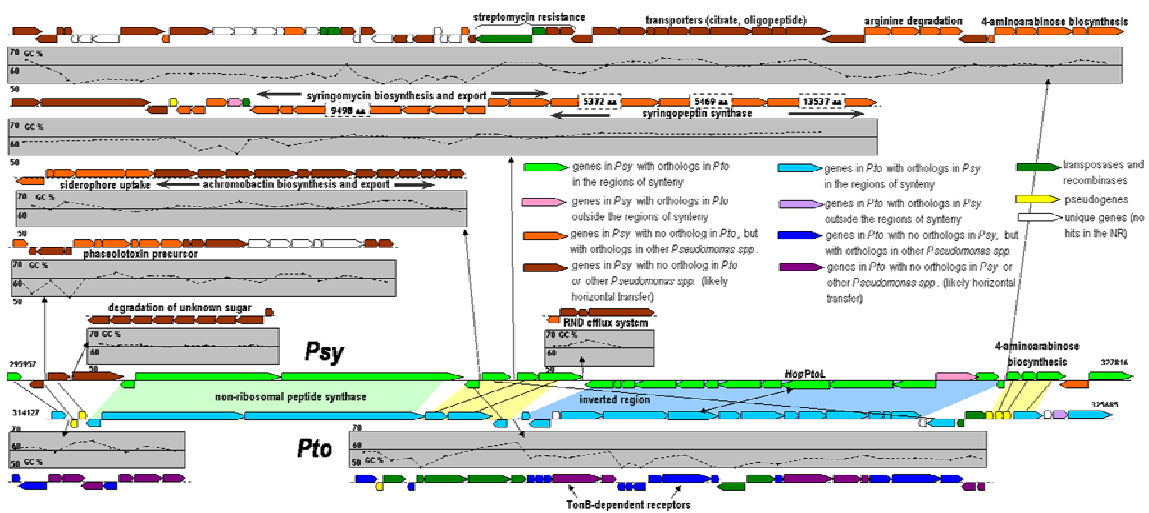 streptomycin resistance
transporters (citrate, oligopeptide)
arginine degradation
4-aminoarabinose biosynthesis
70 GC %
60
50
syringomycin biosynthesis and export
9498 aa
5372 aa
5469 aa
13537 aa
syringopeptin synthase
70 GC %
60
50
siderophore uptake
achromobactin biosynthesis and export
70 GC %
60
50
phaseolotoxin precursor
70 GC %
60
50
genes in Psy with orthologs in Pto
in the regions of synteny
genes in Psy with orthologs in Pto
outside the regions of synteny
genes in Psy with no orthologs in Pto, but
with orthologs in other Pseudomonas spp.
genes in Psy with no ortholog in Pto
or other Pseudomonas spp. (likely
horizontal transfer)
genes in Pto with orthologs in Psy
in the regions of synteny
genes in Pto with orthologs in Psy
outside the regions of synteny
genes in Pto with no orthologs in Psy, but
with orthologs in other Pseudomonas spp.
genes in Pto with no orthologs in Psy or
other Pseudomonas spp. (likely horizontal
transfer)
transposases and
recombinases
pseudogenes
unique genes (no
hits in the NR)
degradation of unknown sugar
70 GC %
60
50
Psy
RND efflux system
70 GC %
60
50
4-aminoarabinose
biosynthesis
295957
327816
HopPtoL
non-ribosomal peptide synthase
inverted region
314127
325685
70
60
50 GC %
Pto
70
60
50 GC %
TonB-dependent receptors